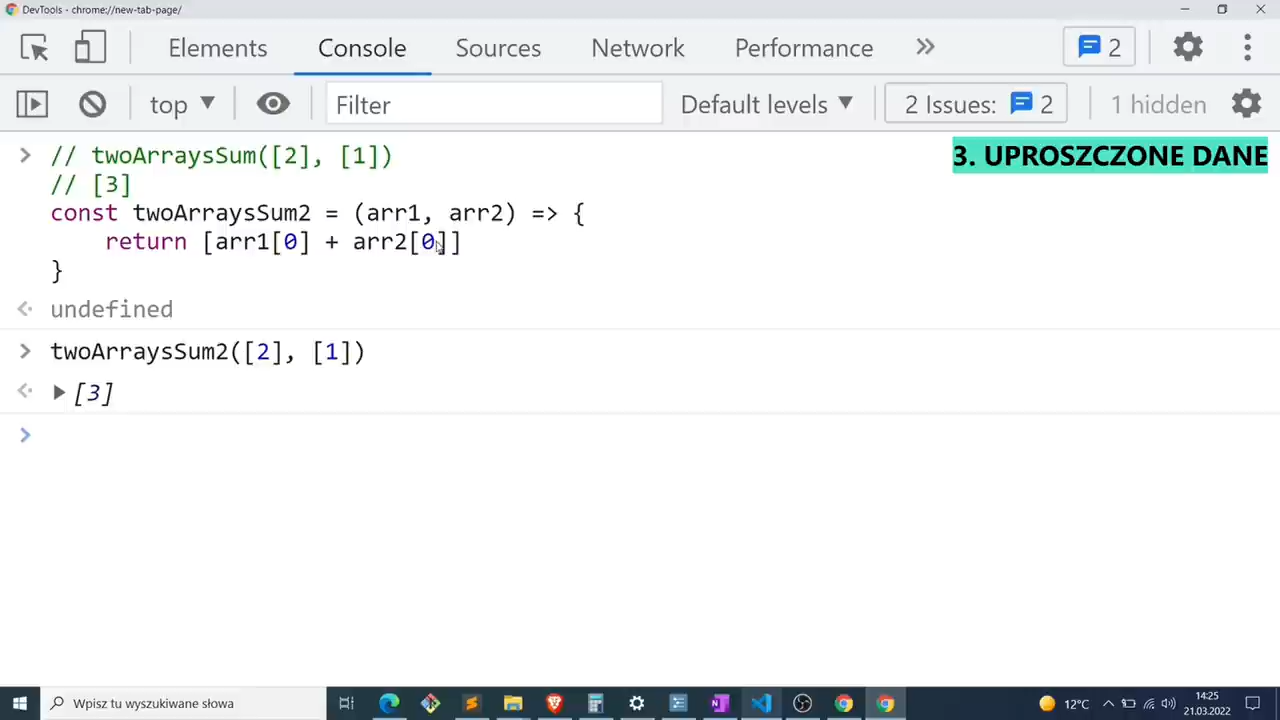 DevTools - chrome://new-tab-page/
Elements Console Sources Network Performance » 2
top Filter Default levels 2 Issues: 2 1 hidden
3. UPROSZCZONE DANE
// twoArraysSum([2], [1])
// [3]
const twoArraysSum2 = (arr1, arr2) => {
return [arr1[0] + arr2[0]]
}
undefined
twoArraysSum2([2], [1])
[3]
Wpisz tu wyszukiwane słowa
12°C
14:25
21.03.2022